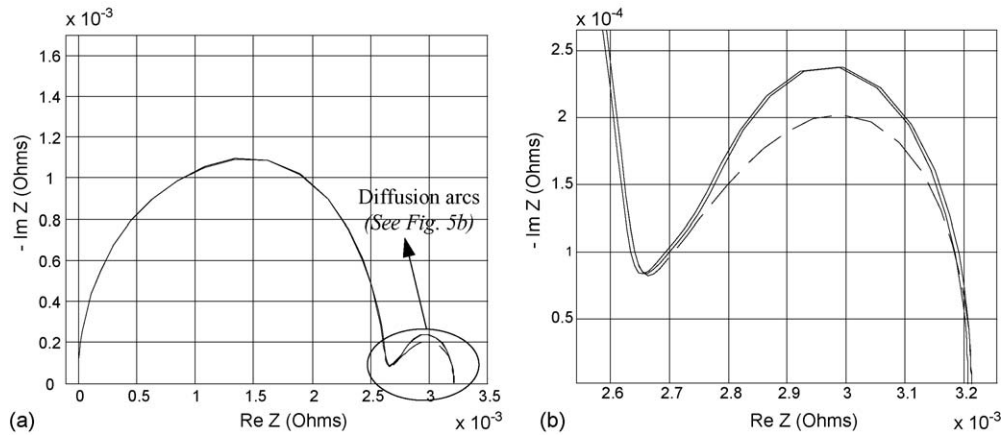 x 10⁻³
1.6
1.4
1.2
1
0.8
0.6
0.4
0.2
0
- Im Z (Ohms)
Diffusion arcs
(See Fig. 5b)
0 0.5 1 1.5 2 2.5 3 3.5
(a)
Re Z (Ohms)
x 10⁻³
x 10⁻⁴
2.5
2
1.5
1
0.5
- Im Z (Ohms)
2.6 2.7 2.8 2.9 3 3.1 3.2
(b)
Re Z (Ohms)
x 10⁻³